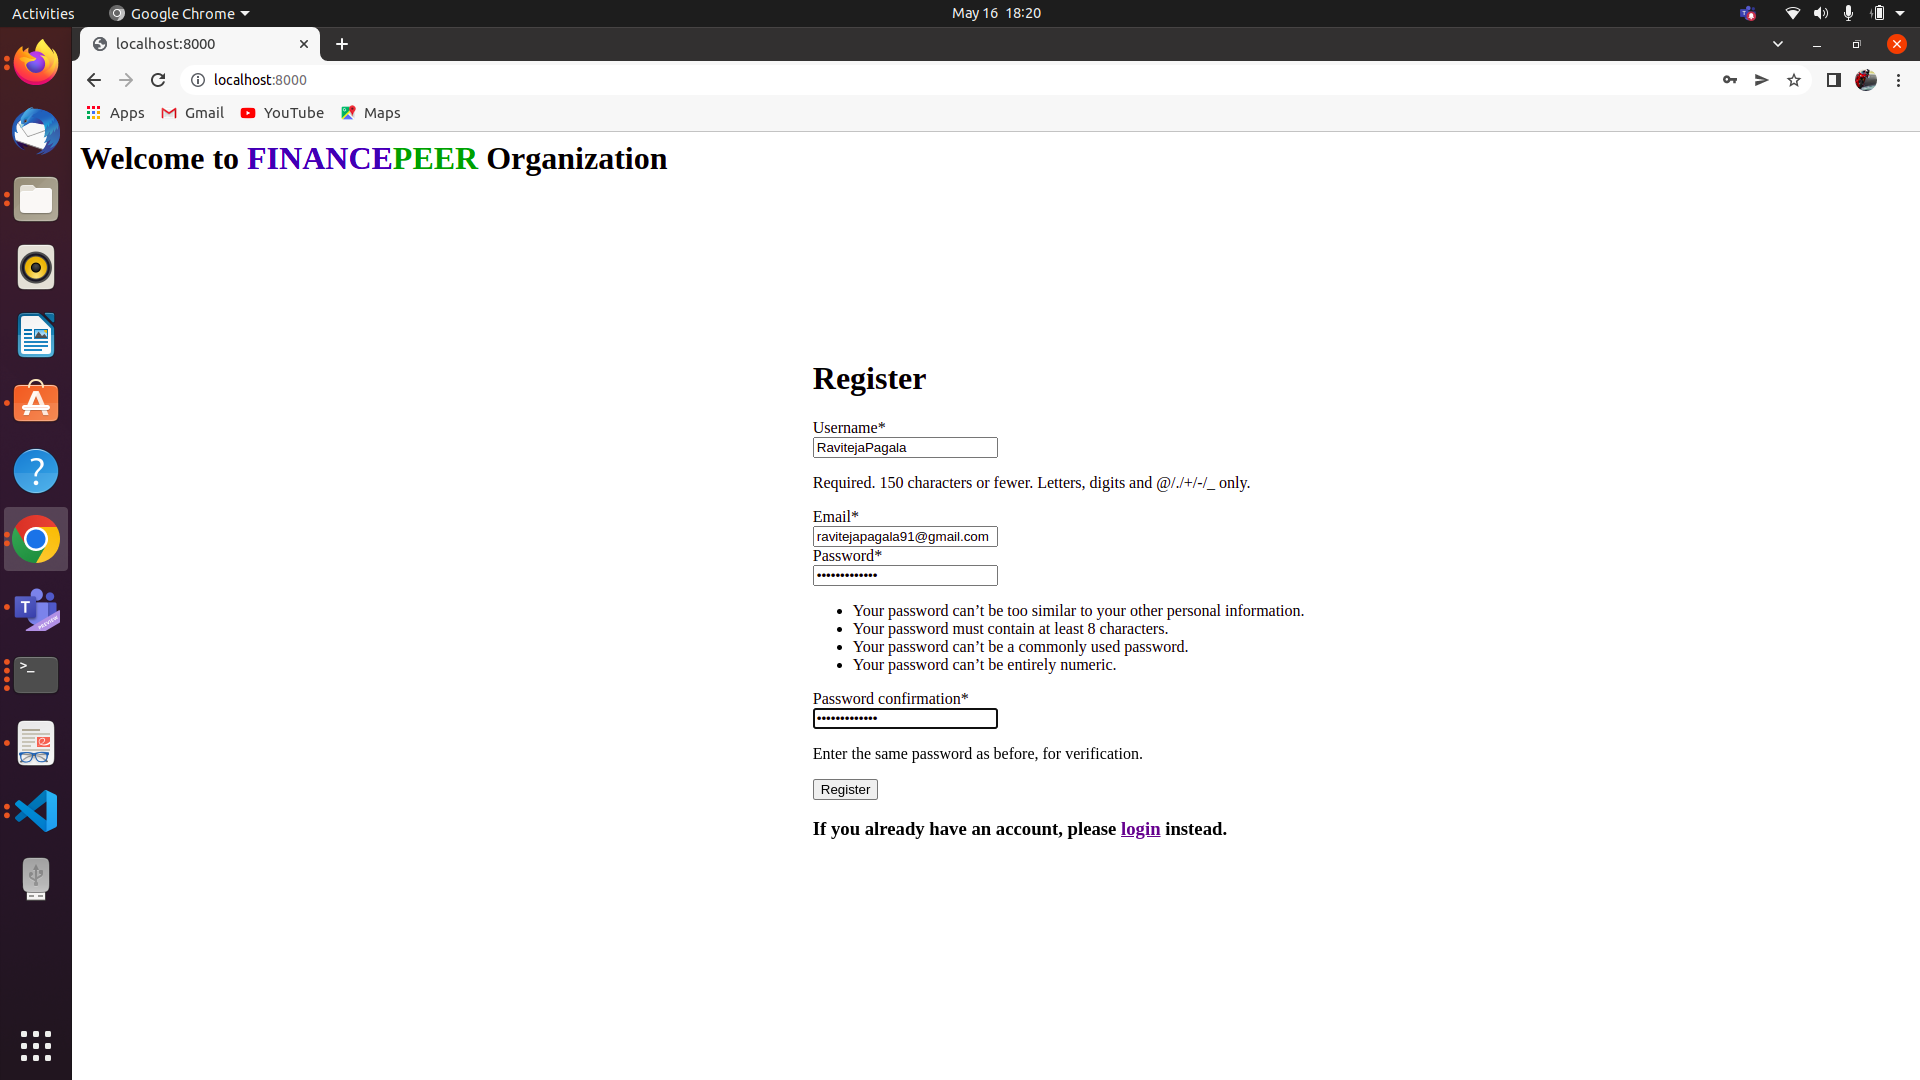 Activities
Google Chrome
May 16 18:20
localhost:8000
localhost:8000
Apps
Gmail
YouTube
Maps
Welcome to FINANCEPEER Organization
Register
Username*
RavitejaPagala
Required. 150 characters or fewer. Letters, digits and @/./+/-/_ only.
Email*
ravitejapagala91@gmail.com
Password*
•••••••••••••
• Your password can’t be too similar to your other personal information.
• Your password must contain at least 8 characters.
• Your password can’t be a commonly used password.
• Your password can’t be entirely numeric.
Password confirmation*
•••••••••••••
Enter the same password as before, for verification.
Register
If you already have an account, please login instead.